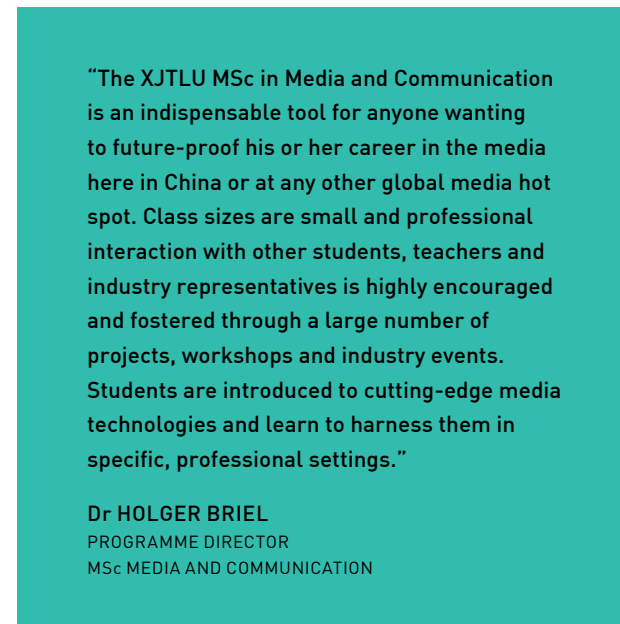 “The XJTLU MSc in Media and Communication
is an indispensable tool for anyone wanting
to future-proof his or her career in the media
here in China or at any other global media hot
spot. Class sizes are small and professional
interaction with other students, teachers and
industry representatives is highly encouraged
and fostered through a large number of
projects, workshops and industry events.
Students are introduced to cutting-edge media
technologies and learn to harness them in
specific, professional settings.”
Dr HOLGER BRIEL
PROGRAMME DIRECTOR
MSc MEDIA AND COMMUNICATION